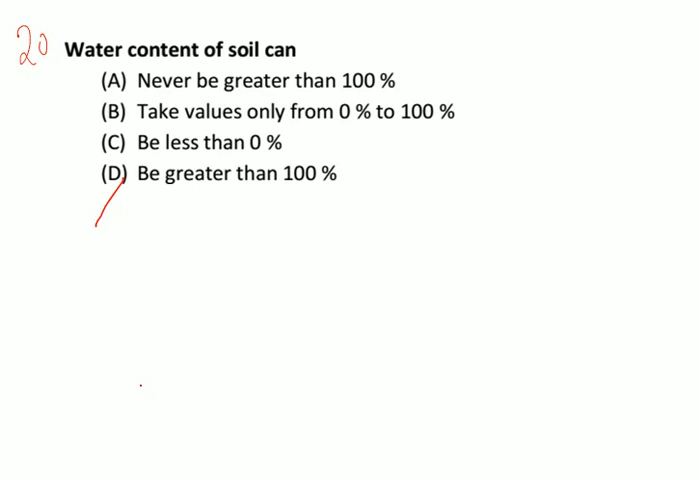 20 Water content of soil can
(A) Never be greater than 100 %
(B) Take values only from 0 % to 100 %
(C) Be less than 0 %
(D) Be greater than 100 %